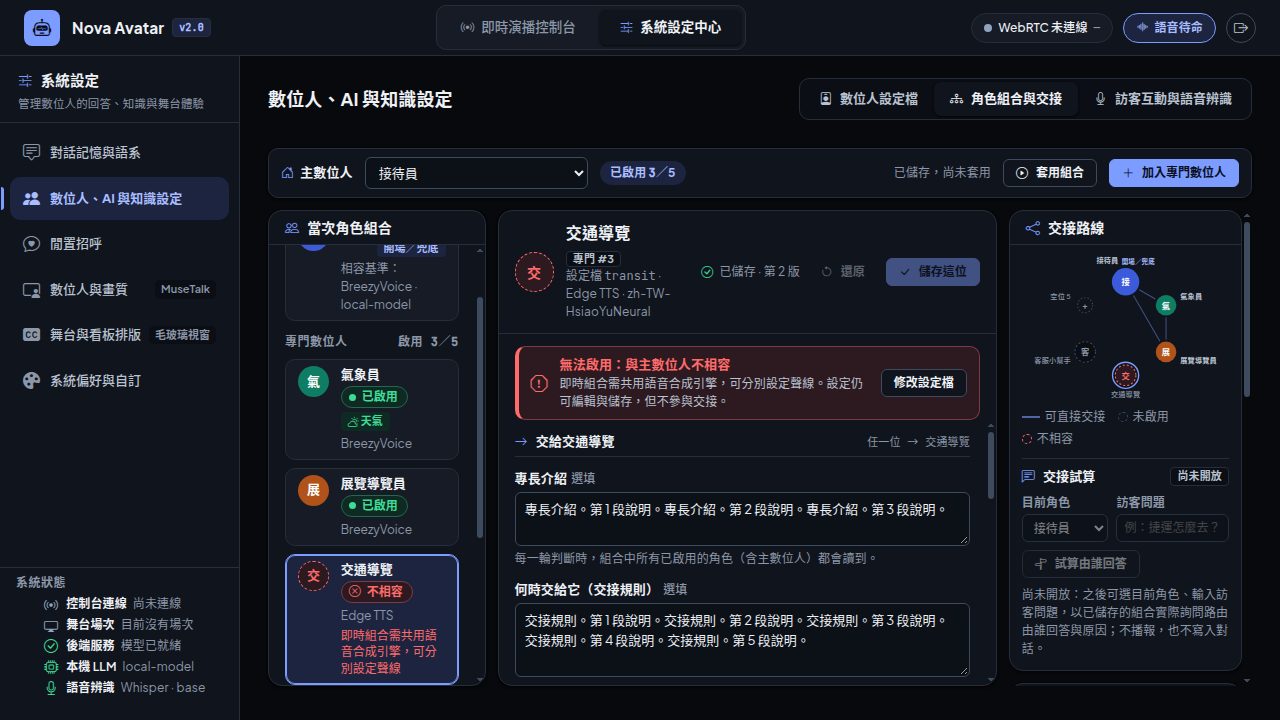 Nova Avatar v2.0
即時演播控制台
系統設定中心
WebRTC 未連線 –
語音待命
系統設定
管理數位人的回答、知識與舞台體驗
對話記憶與語系
數位人、AI 與知識設定
閒置招呼
數位人與畫質 MuseTalk
舞台與看板排版 毛玻璃視窗
系統偏好與自訂
系統狀態
控制台連線 尚未連線
舞台場次 目前沒有場次
後端服務 模型已就緒
本機 LLM local-model
語音辨識 Whisper · base
數位人、AI 與知識設定
數位人設定檔
角色組合與交接
訪客互動與語音辨識
主數位人 接待員 已啟用 3／5
已儲存，尚未套用
套用組合
加入專門數位人
當次角色組合
開場／兜底
相容基準：
BreezyVoice ·
local-model
專門數位人 啟用 3／5
氣 氣象員
已啟用
天氣
BreezyVoice
展 展覽導覽員
已啟用
BreezyVoice
交 交通導覽
不相容
Edge TTS
即時組合需共用語
音合成引擎，可分
別設定聲線
交 交通導覽
專門 #3
設定檔 transit ·
Edge TTS · zh-TW-
HsiaoYuNeural
已儲存 · 第 2 版
還原
儲存這位
無法啟用：與主數位人不相容
即時組合需共用語音合成引擎，可分別設定聲線。設定仍
可編輯與儲存，但不參與交接。
修改設定檔
交給交通導覽
任一位 → 交通導覽
專長介紹 選填
專長介紹。第 1 段說明。專長介紹。第 2 段說明。專長介紹。第 3 段說明。
每一輪判斷時，組合中所有已啟用的角色（含主數位人）都會讀到。
何時交給它（交接規則） 選填
交接規則。第 1 段說明。交接規則。第 2 段說明。交接規則。第 3 段說明。
交接規則。第 4 段說明。交接規則。第 5 段說明。
交接路線
接待員 開場／兜底
接
空位 5 +
氣 氣象員
客服小幫手 客
展 展覽導覽員
交
交通導覽
可直接交接 未啟用
不相容
交接試算 尚未開放
目前角色 訪客問題
接待員 例：捷運怎麼去？
試算由誰回答
尚未開放：之後可選目前角色、輸入訪
客問題，以已儲存的組合實際詢問路由
由誰回答與原因；不播報，也不寫入對
話。